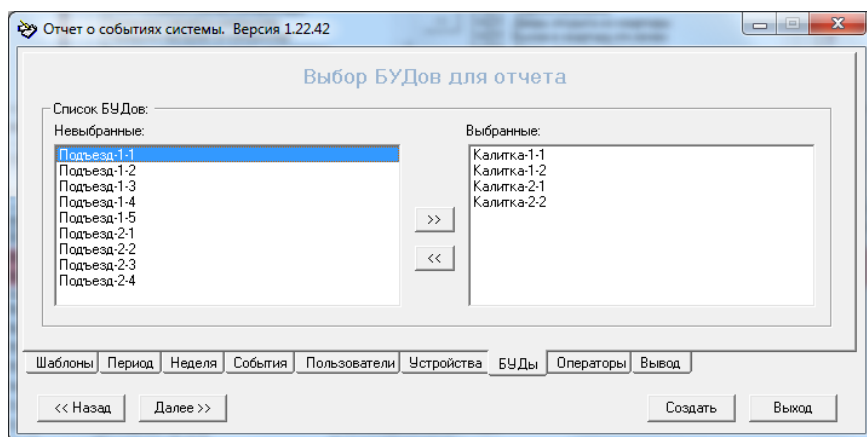 Отчет о событиях системы. Версия 1.22.42
Выбор БУДов для отчета
Список БУДов:
Невыбранные:
Подъезд-1-1
Подъезд-1-2
Подъезд-1-3
Подъезд-1-4
Подъезд-1-5
Подъезд-2-1
Подъезд-2-2
Подъезд-2-3
Подъезд-2-4
>>
<<
Выбранные:
Калитка-1-1
Калитка-1-2
Калитка-2-1
Калитка-2-2
Шаблоны Период Неделя События Пользователи Устройства БУДы Операторы Вывод
<< Назад Далее >> Создать Выход